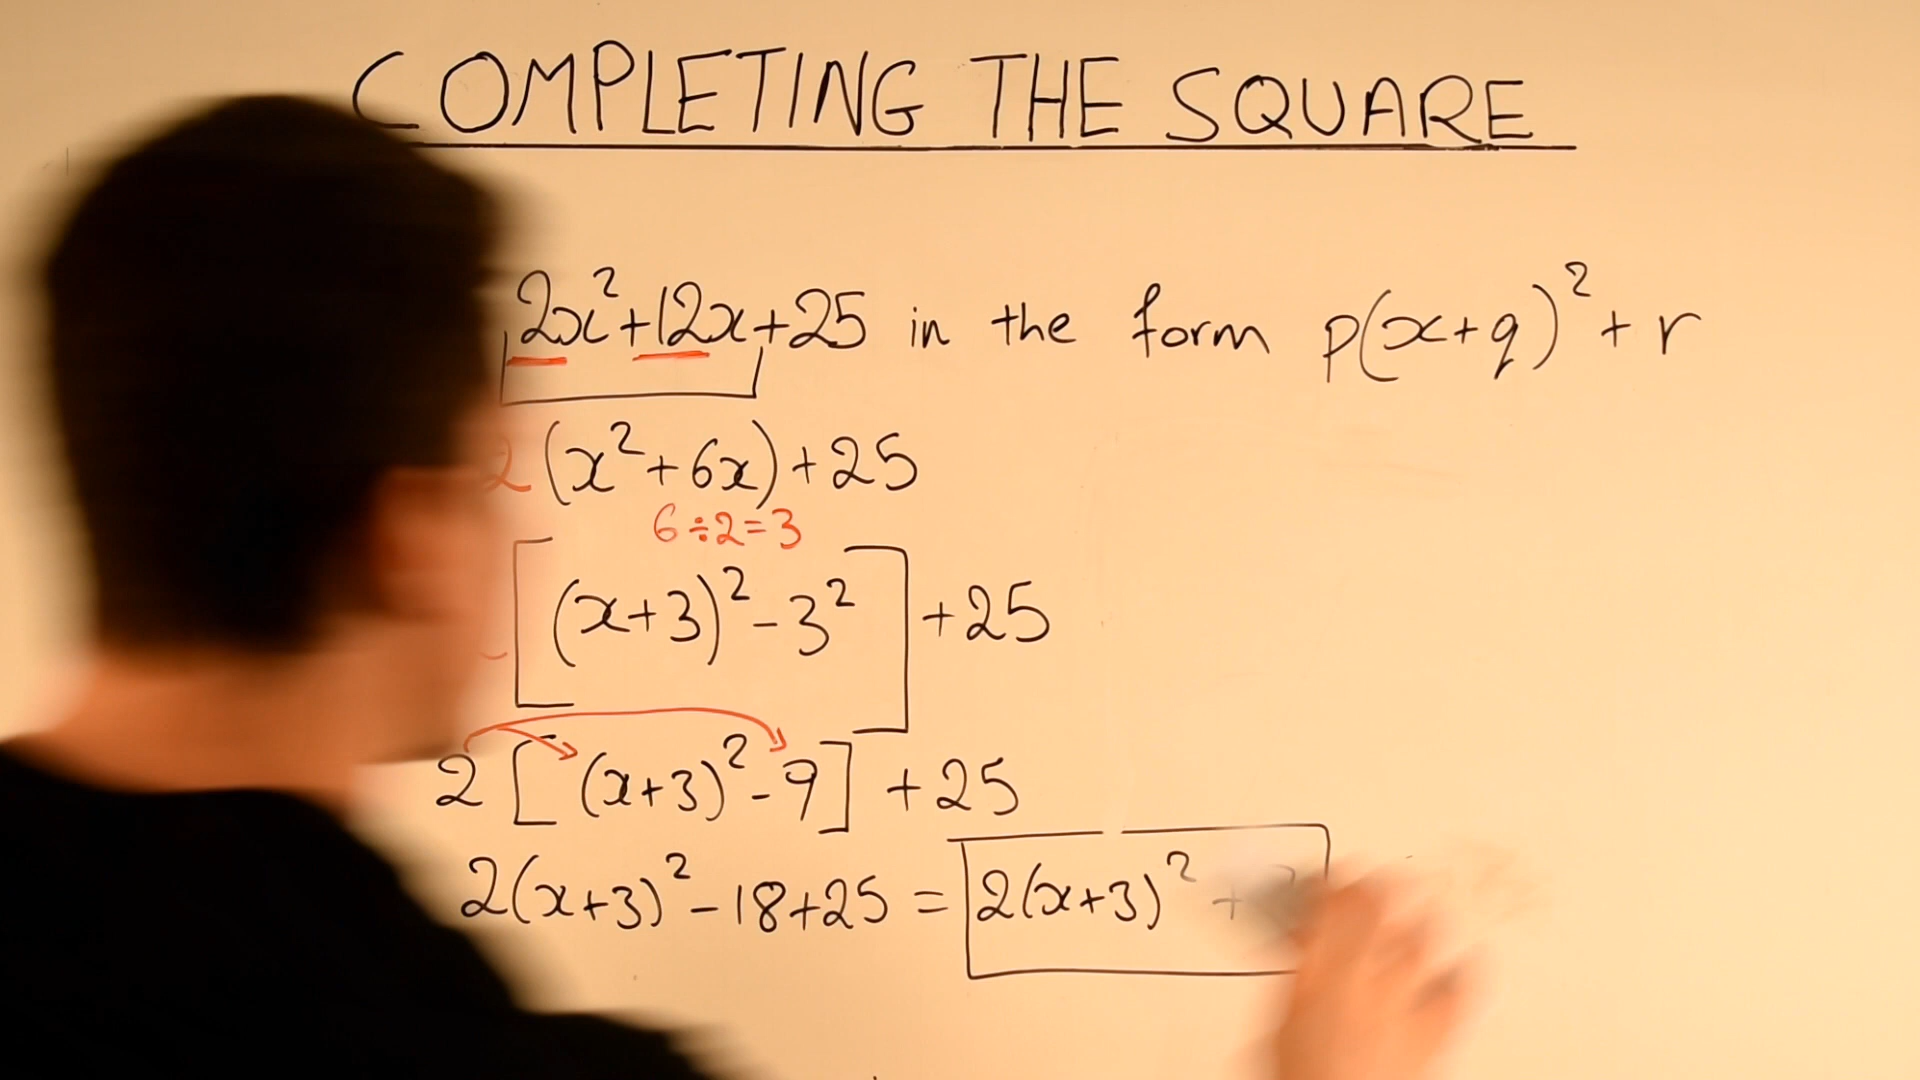 COMPLETING THE SQUARE
2x²+12x+25 in the form p(x+q)²+r
2(x²+6x)+25
6÷2=3
[(x+3)²-3²]+25
2[(x+3)²-9]+25
2(x+3)²-18+25 = 2(x+3)²+